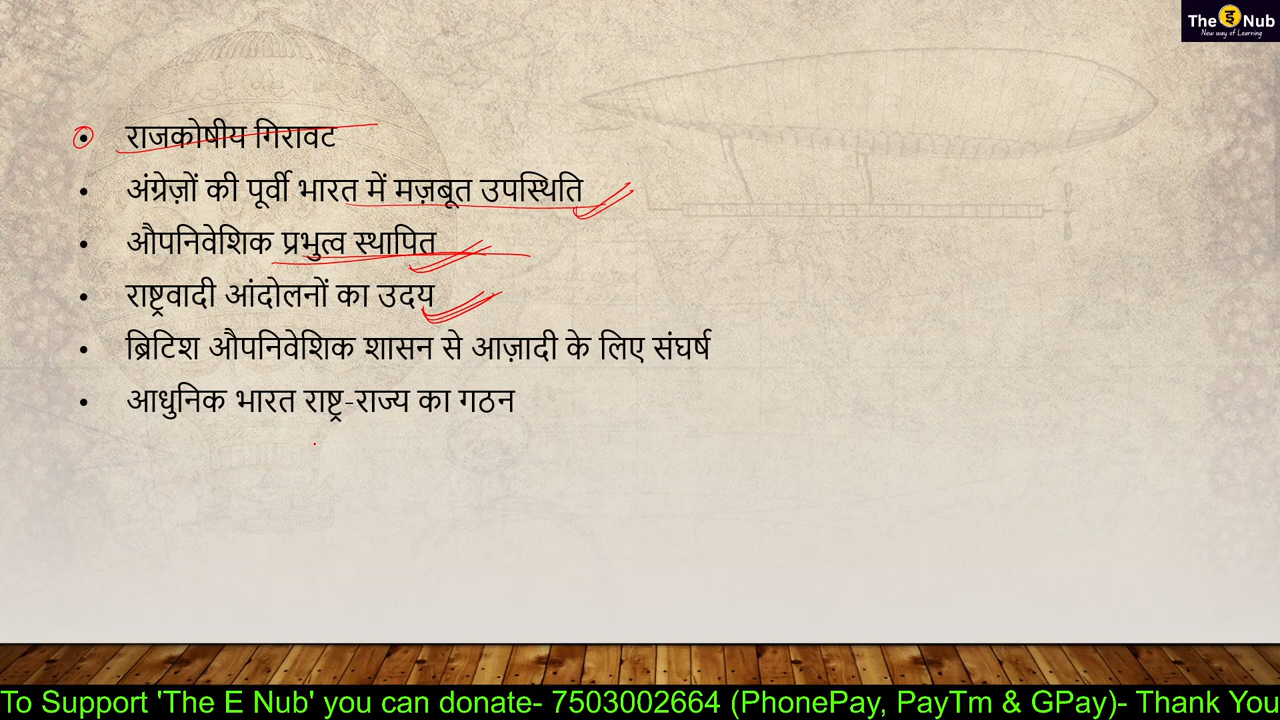 The इ Nub
New way of Learning
• राजकोषीय गिरावट
• अंग्रेज़ों की पूर्वी भारत में मज़बूत उपस्थिति
• औपनिवेशिक प्रभुत्व स्थापित
• राष्ट्रवादी आंदोलनों का उदय
• ब्रिटिश औपनिवेशिक शासन से आज़ादी के लिए संघर्ष
• आधुनिक भारत राष्ट्र-राज्य का गठन
To Support 'The E Nub' you can donate- 7503002664 (PhonePay, PayTm & GPay)- Thank You